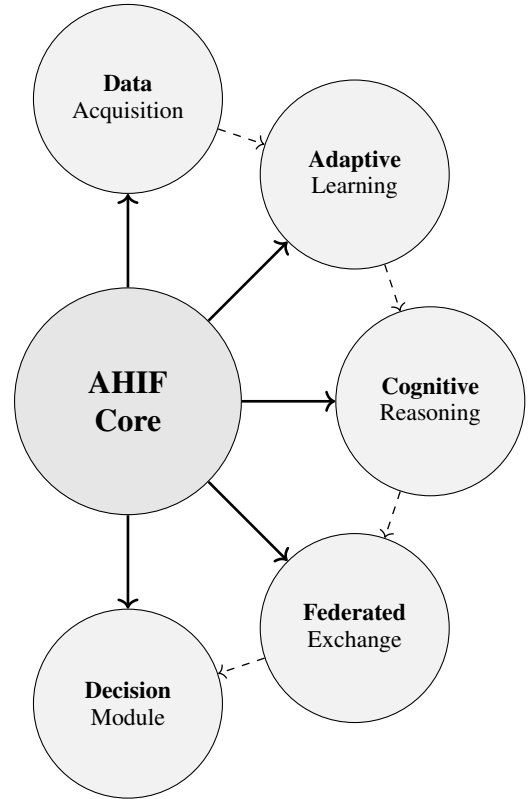 Data
Acquisition
Adaptive
Learning
AHIF
Core
Cognitive
Reasoning
Federated
Exchange
Decision
Module